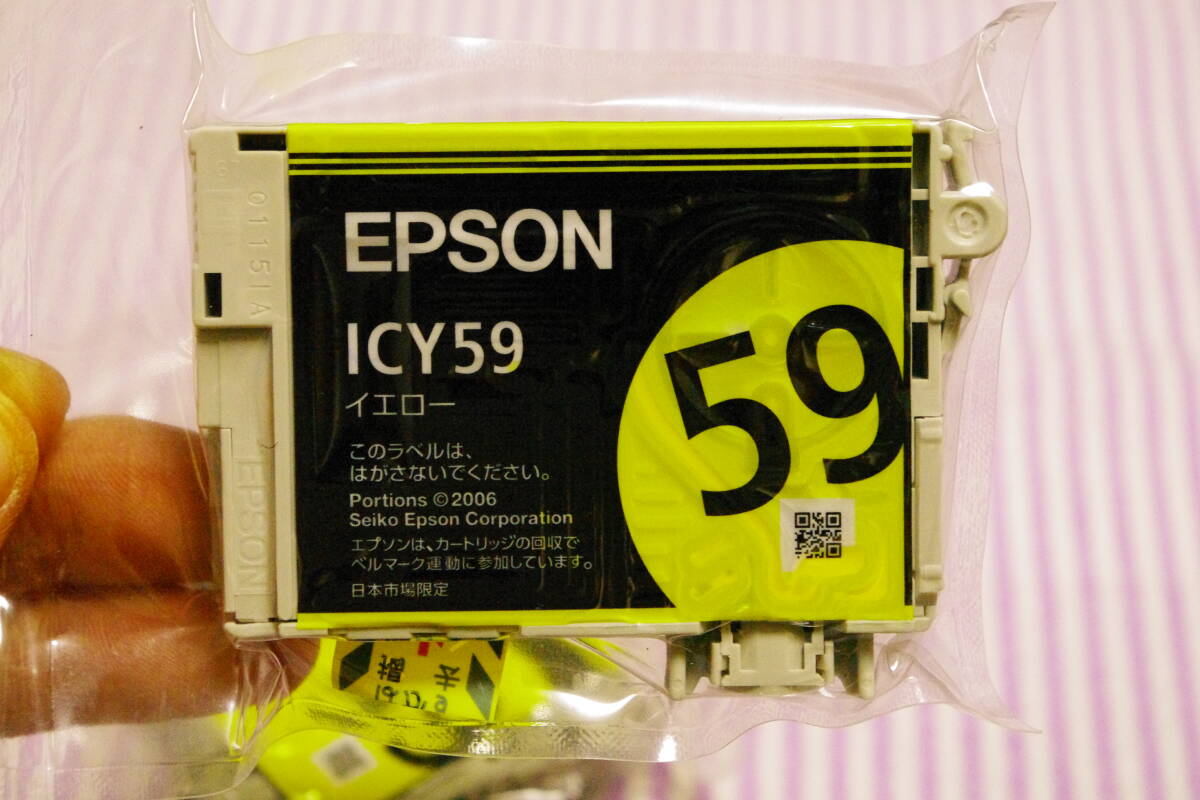 EPSON
ICY59
イエロー
このラベルは、
はがさないでください。
Portions ©2006
Seiko Epson Corporation
エプソンは、カートリッジの回収で
ベルマーク運動に参加しています。
日本市場限定
59
01151A
EPSON